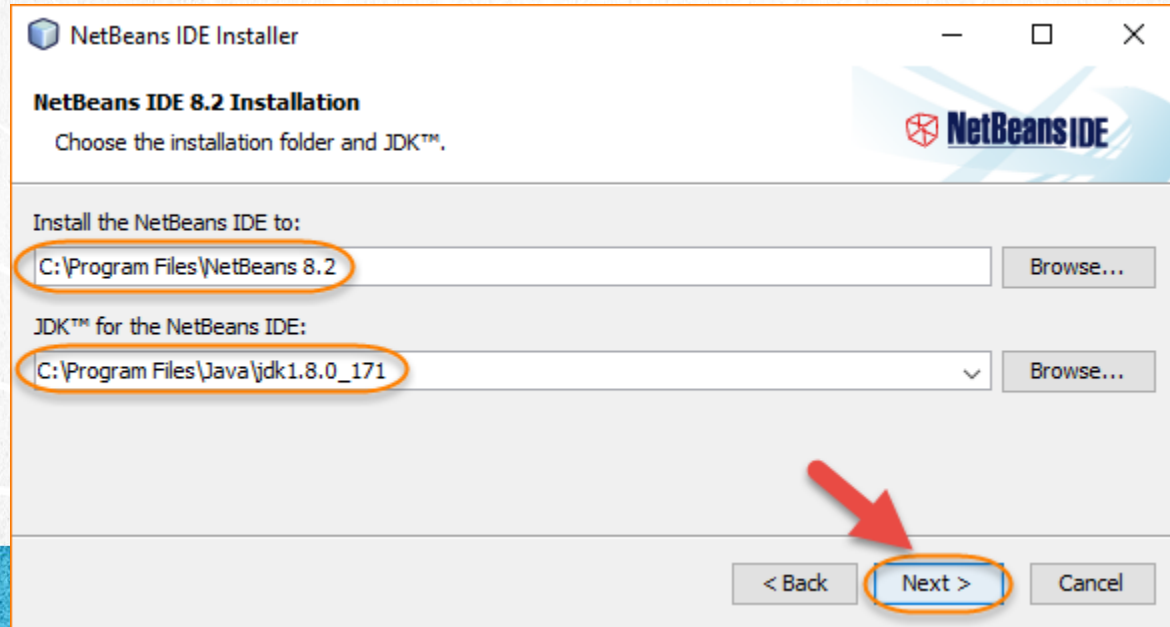 NetBeans IDE Installer
NetBeans IDE 8.2 Installation
Choose the installation folder and JDK™.
NetBeans IDE
Install the NetBeans IDE to:
C:\Program Files\NetBeans 8.2
Browse...
JDK™ for the NetBeans IDE:
C:\Program Files\Java\jdk1.8.0_171
Browse...
< Back
Next >
Cancel